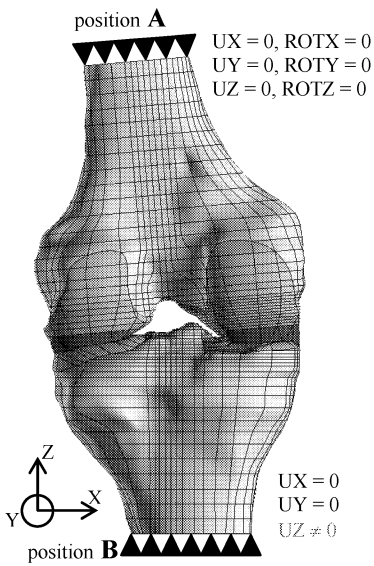 position A
UX = 0, ROTX = 0
UY = 0, ROTY = 0
UZ = 0, ROTZ = 0
Z
X
Y
UX = 0
UY = 0
UZ ≠ 0
position B